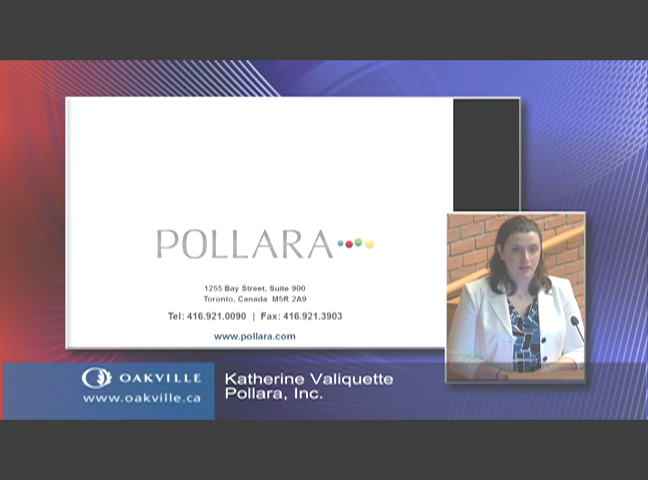 POLLARA
1255 Bay Street, Suite 900
Toronto, Canada M5R 2A9
Tel: 416.921.0090 | Fax: 416.921.3903
www.pollara.com
OAKVILLE
www.oakville.ca
Katherine Valiquette
Pollara, Inc.